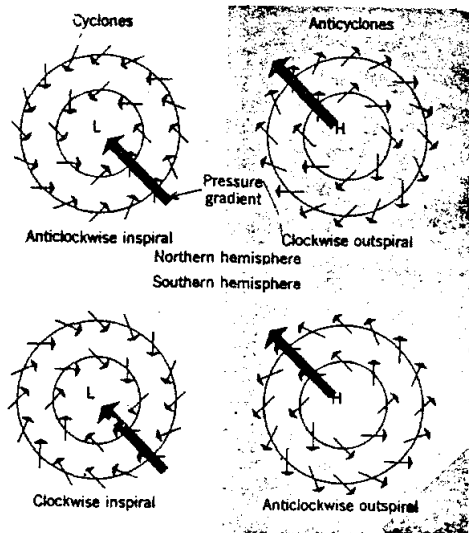 Cyclones
Anticyclones
L
H
Pressure
gradient
Anticlockwise inspiral
Clockwise outspiral
Northern hemisphere
Southern hemisphere
L
H
Clockwise inspiral
Anticlockwise outspiral